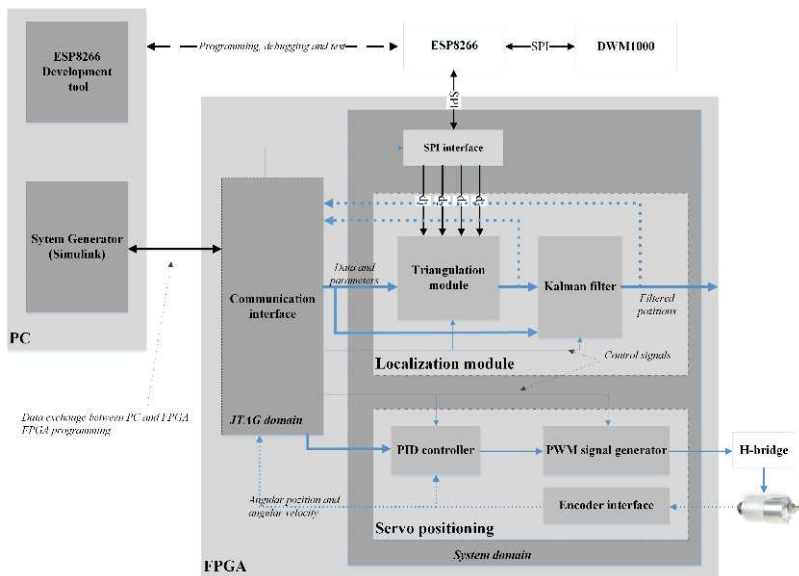 ESP8266
Development
tool
Programming, debugging and test
ESP8266
SPI
DWM1000
SPI
SPI interface
Sytem Generator
(Simulink)
PC
Data exchange between PC and FPGA
FPGA programming
Communication
interface
JTAG domain
Data and
parameters
Triangulation
module
Kalman filter
Filtered
positions
Localization module
Control signals
PID controller
PWM signal generator
H-bridge
Angular position and
angular velocity
Encoder interface
Servo positioning
System domain
FPGA